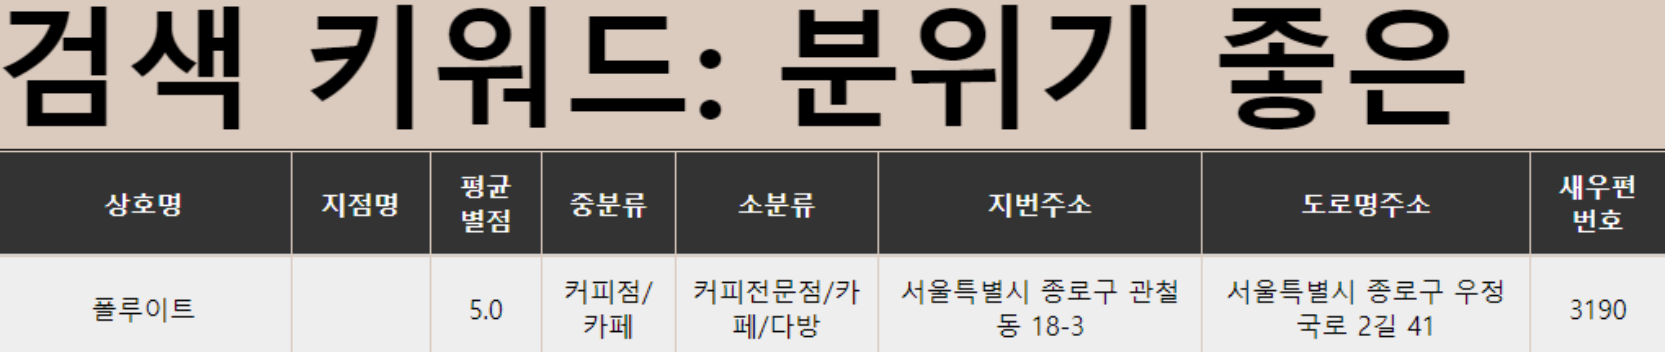 검색 키워드: 분위기 좋은
상호명 지점명 평균 별점 중분류 소분류 지번주소 도로명주소 새우편 번호
폴루이트 5.0 커피점/ 카페 커피전문점/카 페/다방 서울특별시 종로구 관철 동 18-3 서울특별시 종로구 우정 국로 2길 41 3190